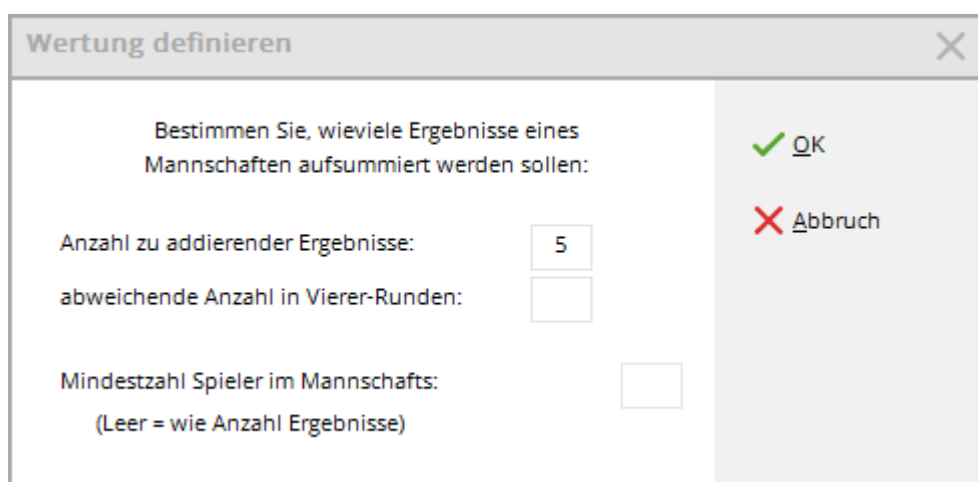 Wertung definieren
Bestimmen Sie, wieviele Ergebnisse eines
Mannschaften aufsummiert werden sollen:
OK
Abbruch
Anzahl zu addierender Ergebnisse: 5
abweichende Anzahl in Vierer-Runden:
Mindestzahl Spieler im Mannschafts:
(Leer = wie Anzahl Ergebnisse)